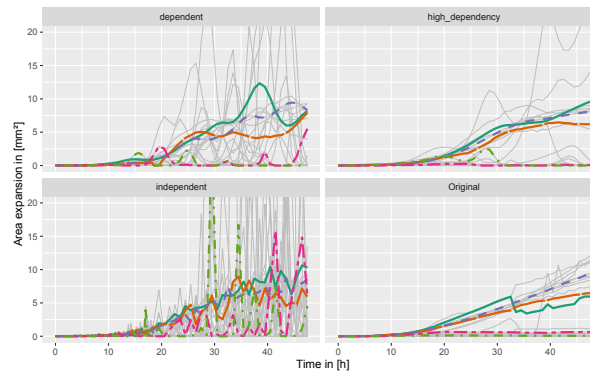 dependent high_dependency
20
15
10
5
0
independent Original
20
15
10
5
0
0 10 20 30 40 0 10 20 30 40
Time in [h]
Area expansion in [mm²]